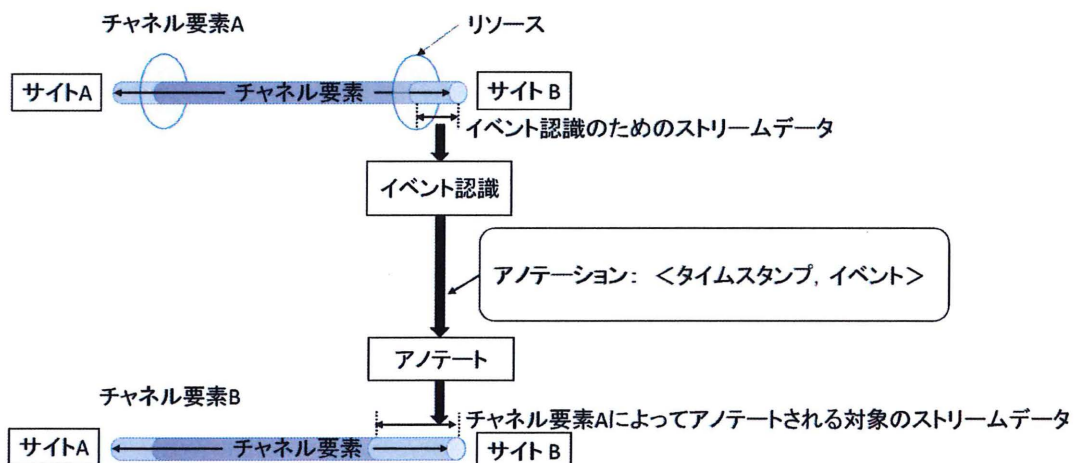 チャネル要素A
リソース
サイトA
チャネル要素
サイト B
イベント認識のためのストリームデータ
イベント認識
アノテーション： ＜タイムスタンプ, イベント＞
アノテート
チャネル要素B
チャネル要素Aによってアノテートされる対象のストリームデータ
サイトA
チャネル要素
サイト B